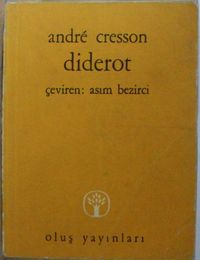 andré cresson
diderot
çeviren: asım bezirci
oluş yayınları